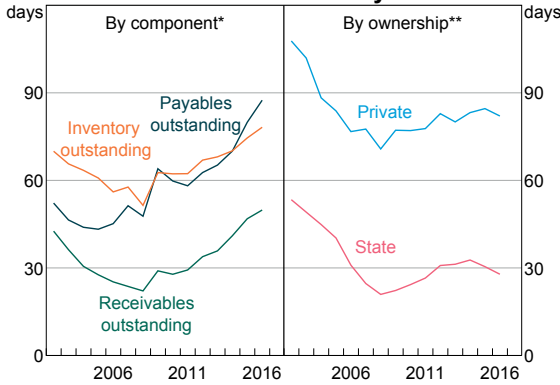 days
days
By component*
By ownership**
90
90
Payables
outstanding
Inventory
outstanding
Private
60
60
State
30
30
Receivables
outstanding
0
0
2006
2011
2016
2006
2011
2016